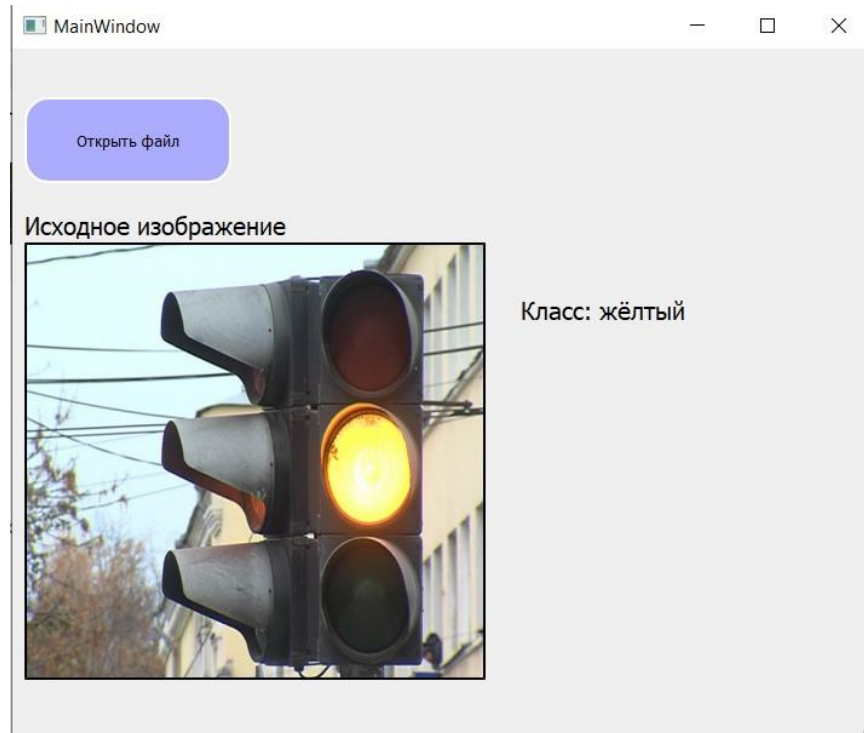 MainWindow
Открыть файл
Исходное изображение
Класс: жёлтый